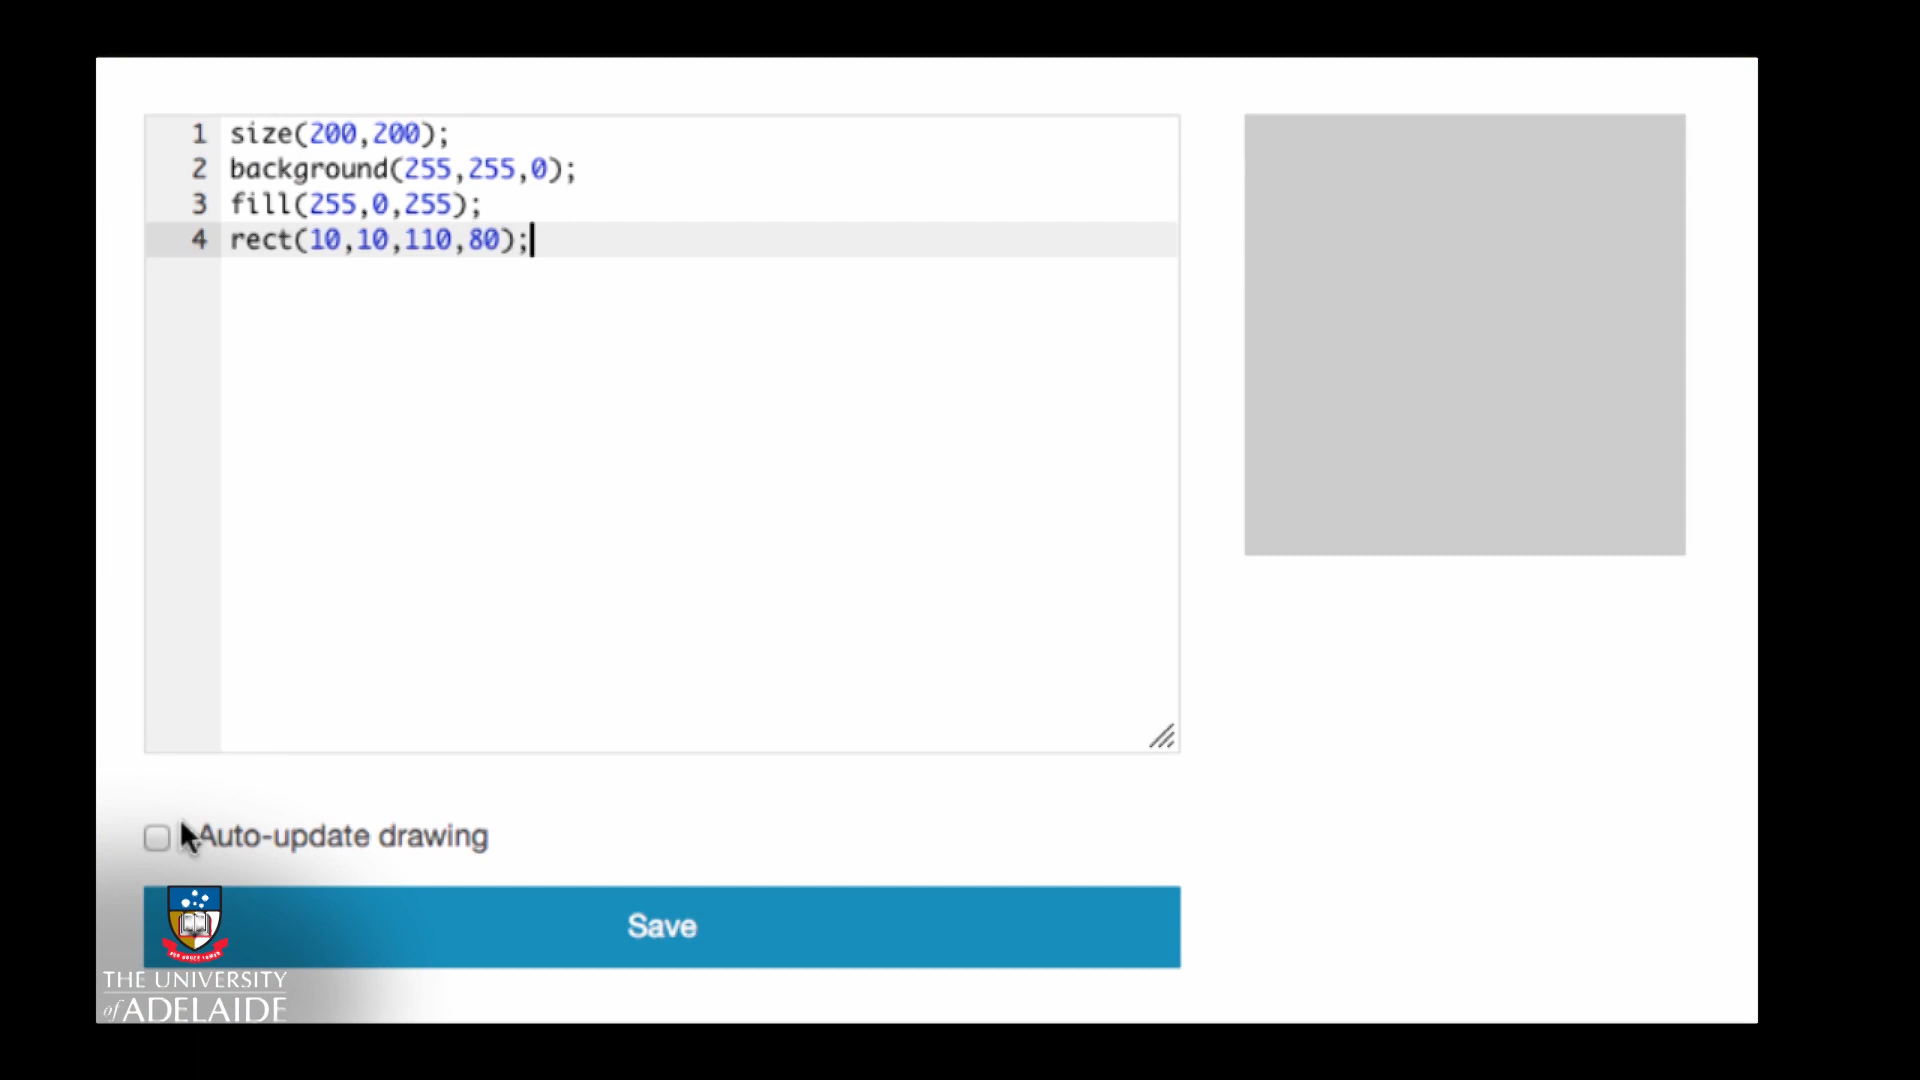 1 size(200,200);
2 background(255,255,0);
3 fill(255,0,255);
4 rect(10,10,110,80);
Auto-update drawing
Save
THE UNIVERSITY
of ADELAIDE